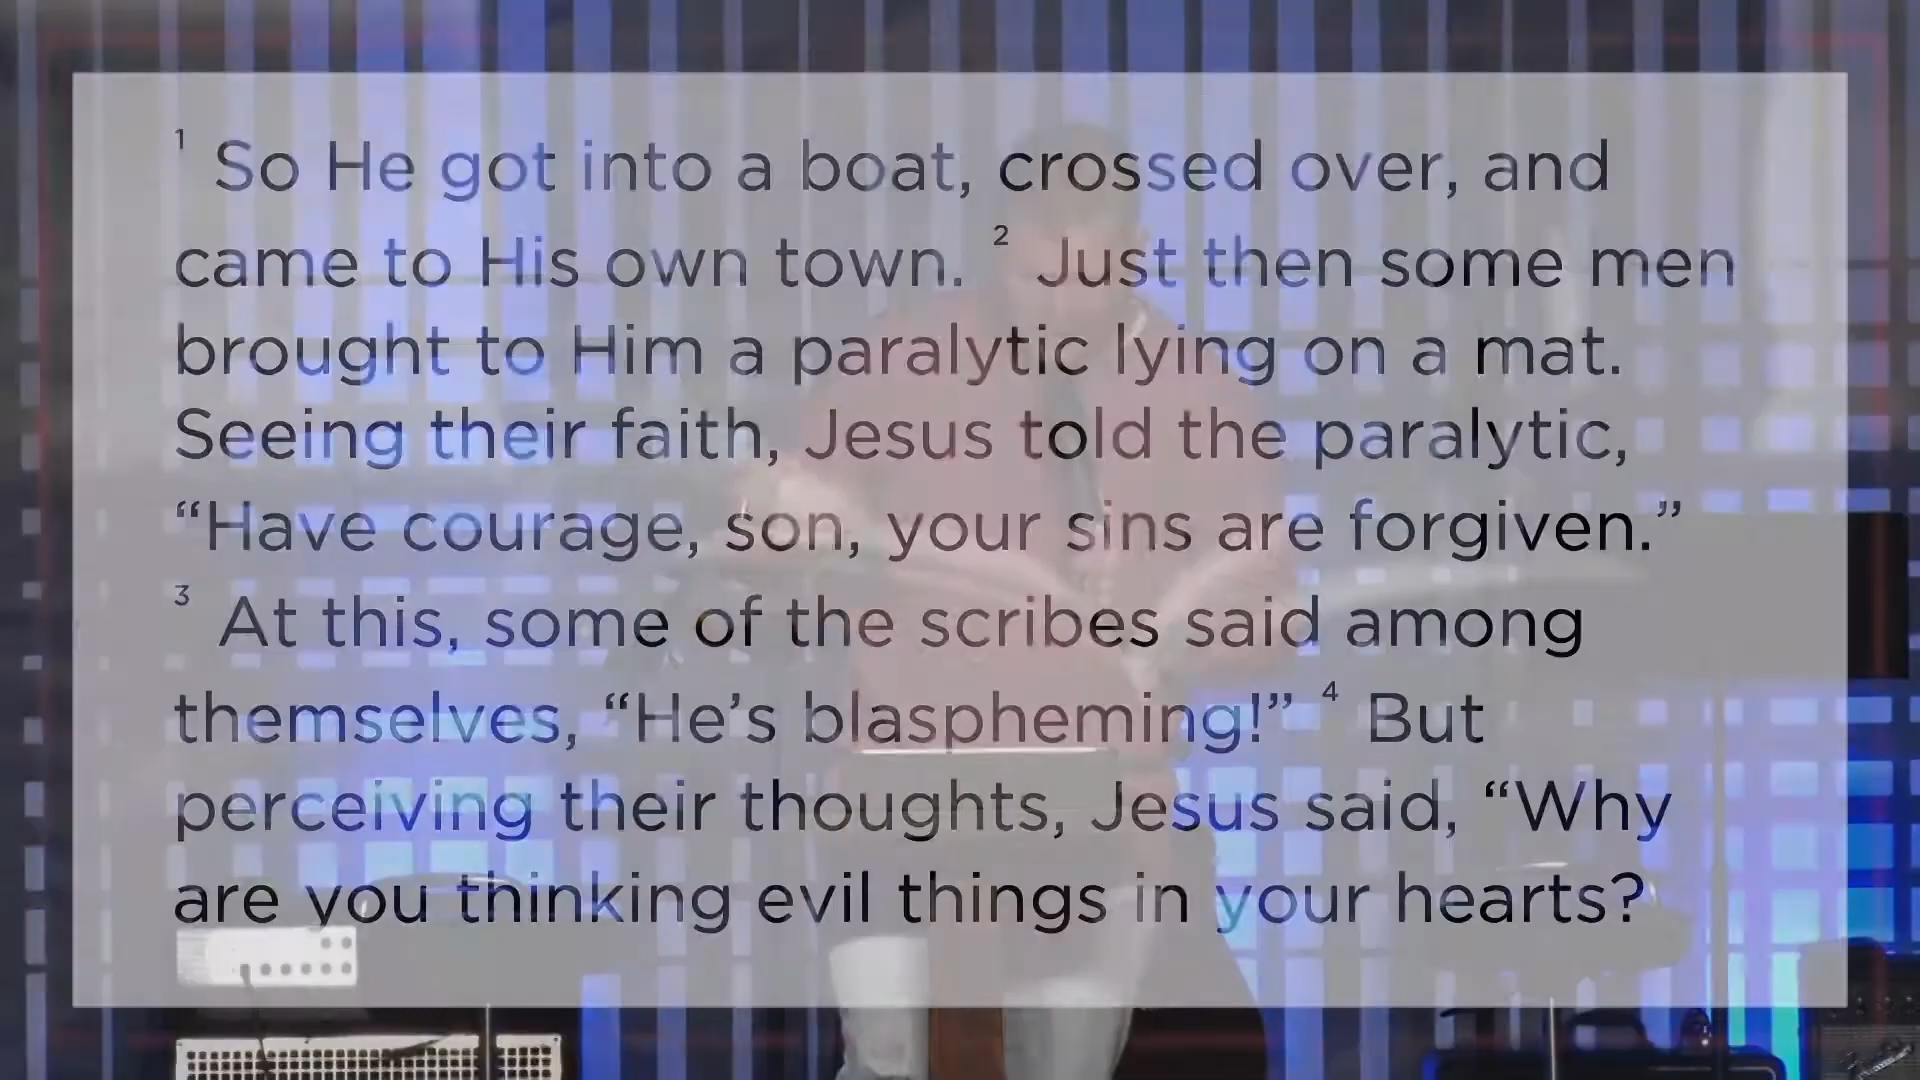 1 So He got into a boat, crossed over, and
came to His own town. 2 Just then some men
brought to Him a paralytic lying on a mat.
Seeing their faith, Jesus told the paralytic,
“Have courage, son, your sins are forgiven.”
3 At this, some of the scribes said among
themselves, “He’s blaspheming!” 4 But
perceiving their thoughts, Jesus said, “Why
are you thinking evil things in your hearts?